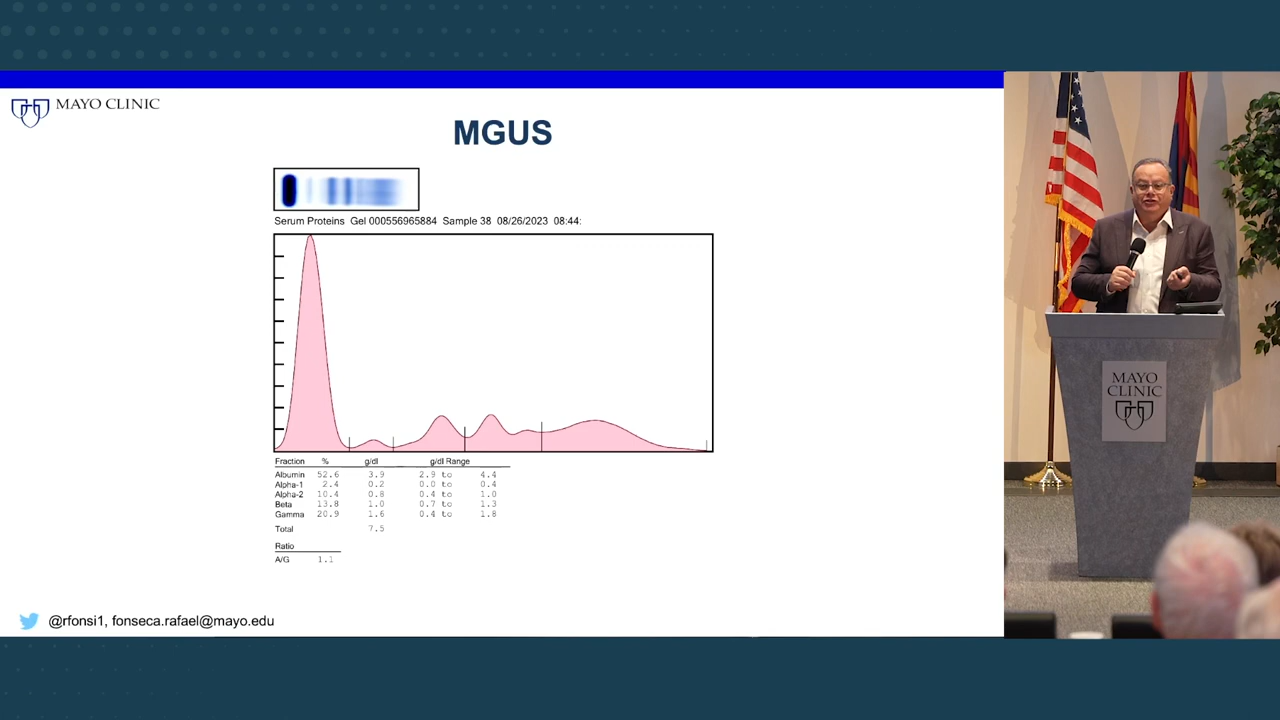 MAYO CLINIC
MGUS
Serum Proteins Gel 000556965884 Sample 38 08/26/2023 08:44:
Fraction % g/dl g/dl Range
Albumin 52.6 3.9 2.9 to 4.4
Alpha-1 2.4 0.2 0.0 to 0.4
Alpha-2 10.4 0.8 0.4 to 1.0
Beta 13.8 1.0 0.7 to 1.3
Gamma 20.9 1.6 0.4 to 1.8
Total 7.5
Ratio
A/G 1.1
@rfonsi1, fonseca.rafael@mayo.edu
MAYO
CLINIC